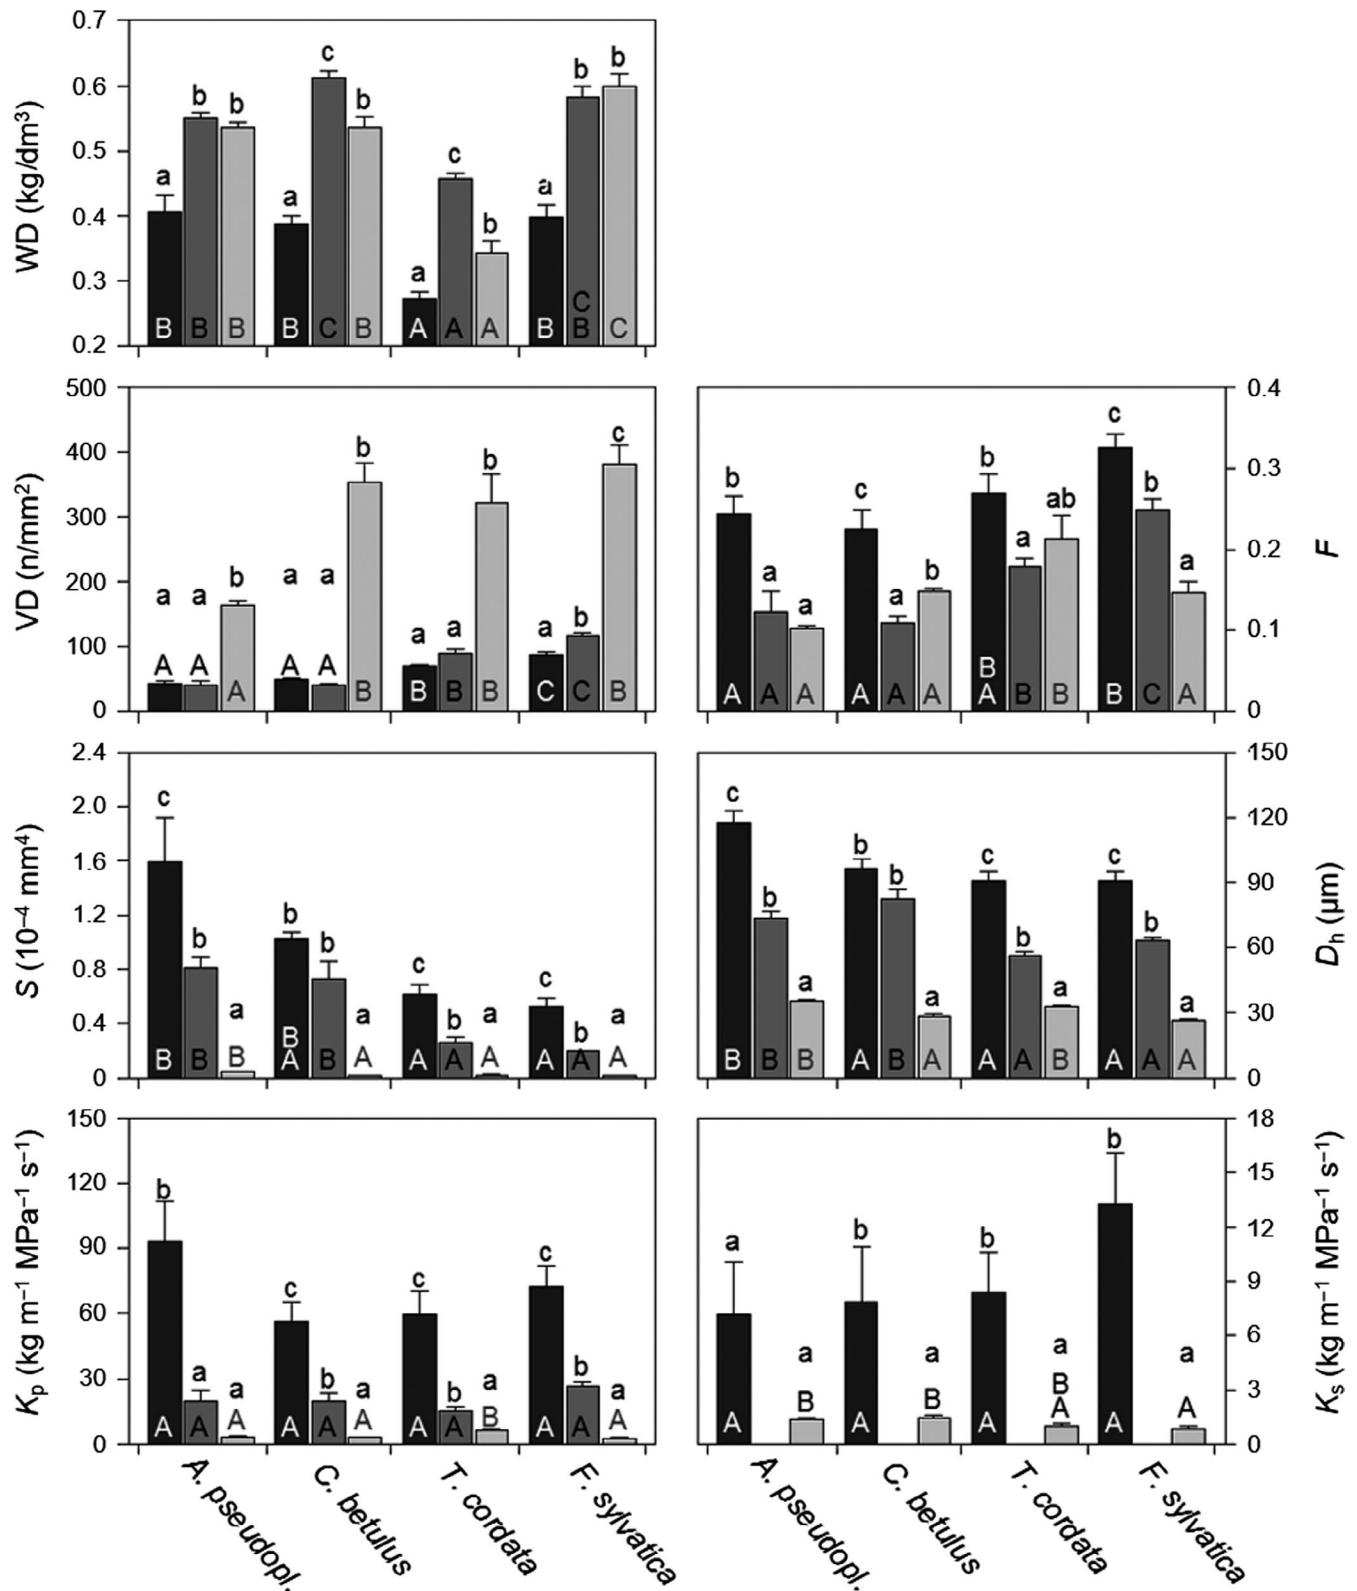 WD (kg/dm³)
0.7
0.6
0.5
0.4
0.3
0.2
a b b a c b a c b a b b
C
B B B B C B A A A B B C
VD (n/mm²)
500
400
300
200
100
0
a a b a a b a a b a b c
A A A A A B B B B C C B
F
0.4
0.3
0.2
0.1
0
b a a c a b b a ab c b a
B
A A A A A A A B B B C A
S (10⁻⁴ mm⁴)
2.4
2.0
1.6
1.2
0.8
0.4
0
c b a b b a c b a c b a
B
B B B A B A A A A A A A
Dₕ (µm)
150
120
90
60
30
0
c b a b b a c b a c b a
B B B A B A A A B A A A
Kₚ (kg m⁻¹ MPa⁻¹ s⁻¹)
150
120
90
60
30
0
b a a c b a c b a c b a
A A A A A A A A B A A A
Kₛ (kg m⁻¹ MPa⁻¹ s⁻¹)
18
15
12
9
6
3
0
a a b a b a b a
B
A B A B A A A A
A. pseudopl.
C. betulus
T. cordata
F. sylvatica
A. pseudopl.
C. betulus
T. cordata
F. sylvatica